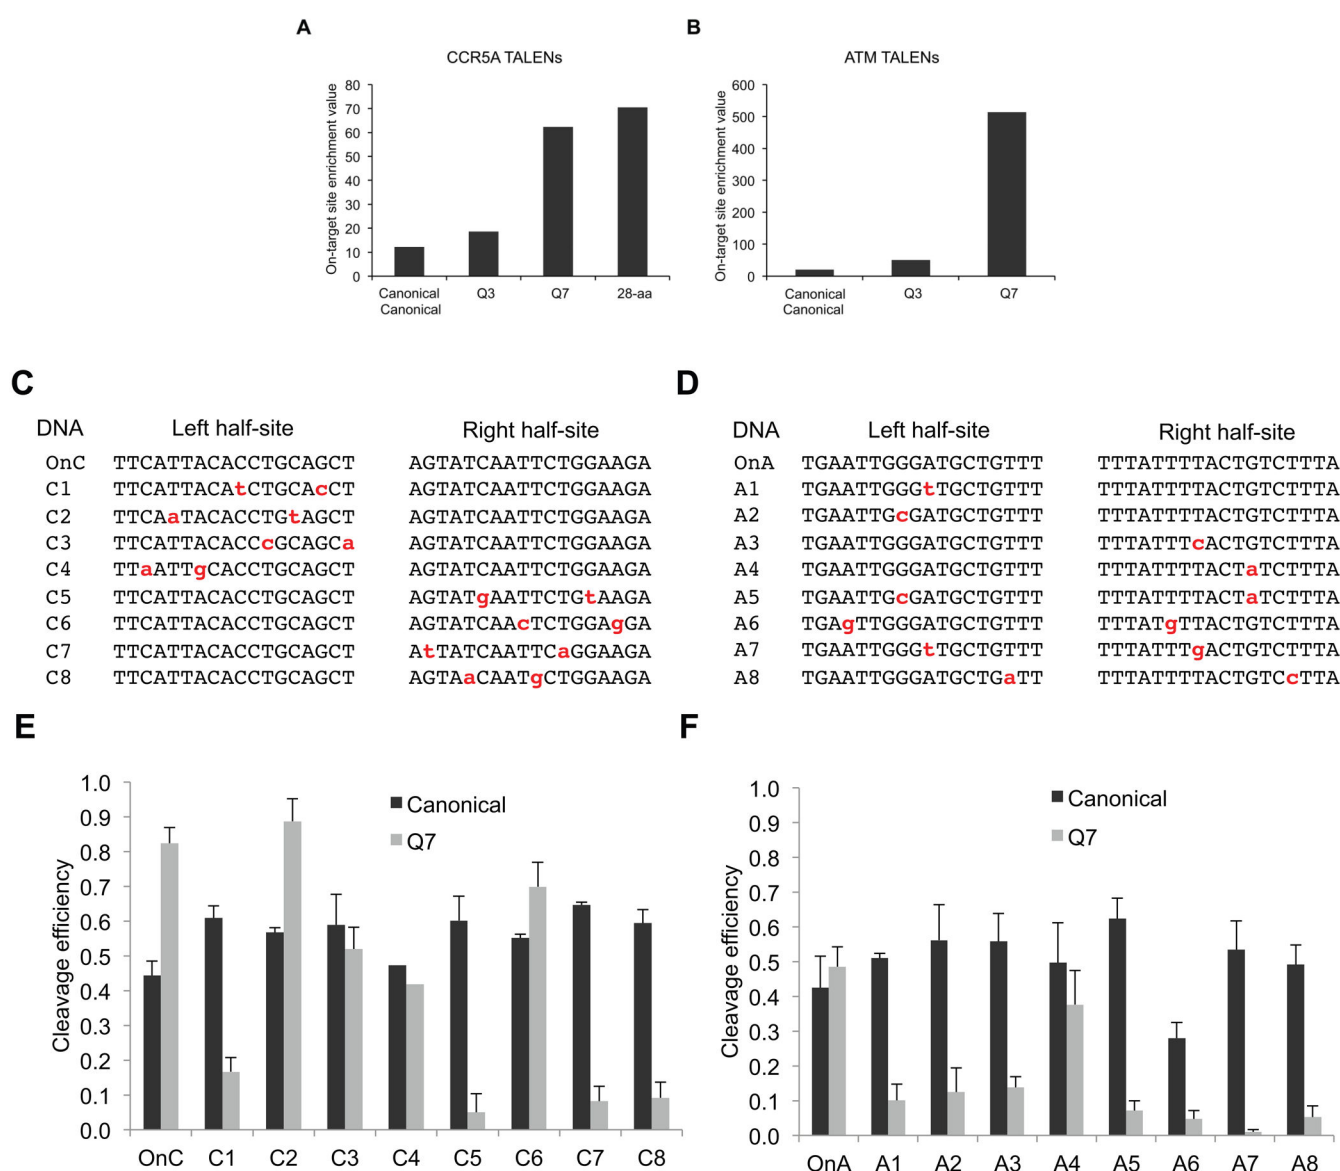 A
CCR5A TALENs
On-target site enrichment value
80
70
60
50
40
30
20
10
0
Canonical Q3 Q7 28-aa
Canonical
B
ATM TALENs
On-target site enrichment value
600
500
400
300
200
100
0
Canonical Q3 Q7
Canonical
C
DNA Left half-site Right half-site
OnC TTCATTACACCTGCAGCT AGTATCAATTCTGGAAGA
C1 TTCATTACAtCTGCAcCT AGTATCAATTCTGGAAGA
C2 TTCAaTACACCTGtAGCT AGTATCAATTCTGGAAGA
C3 TTCATTACACCcGCAGCa AGTATCAATTCTGGAAGA
C4 TTaATTgCACCTGCAGCT AGTATCAATTCTGGAAGA
C5 TTCATTACACCTGCAGCT AGTATgAATTCTGtAAGA
C6 TTCATTACACCTGCAGCT AGTATCAAcTCTGGAgGA
C7 TTCATTACACCTGCAGCT AtTATCAATTCaGGAAGA
C8 TTCATTACACCTGCAGCT AGTAaCAATgCTGGAAGA
D
DNA Left half-site Right half-site
OnA TGAATTGGGATGCTGTTT TTTATTTTACTGTCTTTA
A1 TGAATTGGGtTGCTGTTT TTTATTTTACTGTCTTTA
A2 TGAATTGcGATGCTGTTT TTTATTTTACTGTCTTTA
A3 TGAATTGGGATGCTGTTT TTTATTTcACTGTCTTTA
A4 TGAATTGGGATGCTGTTT TTTATTTTACTaTCTTTA
A5 TGAATTGcGATGCTGTTT TTTATTTTACTaTCTTTA
A6 TGAgTTGGGATGCTGTTT TTTATgTTACTGTCTTTA
A7 TGAATTGGGtTGCTGTTT TTTATTTgACTGTCTTTA
A8 TGAATTGGGATGCTGaTT TTTATTTTACTGTCcTTA
E
Cleavage efficiency
1.0
0.9
0.8
0.7
0.6
0.5
0.4
0.3
0.2
0.1
0.0
Canonical
Q7
OnC C1 C2 C3 C4 C5 C6 C7 C8
F
Cleavage efficiency
1.0
0.9
0.8
0.7
0.6
0.5
0.4
0.3
0.2
0.1
0.0
Canonical
Q7
OnA A1 A2 A3 A4 A5 A6 A7 A8